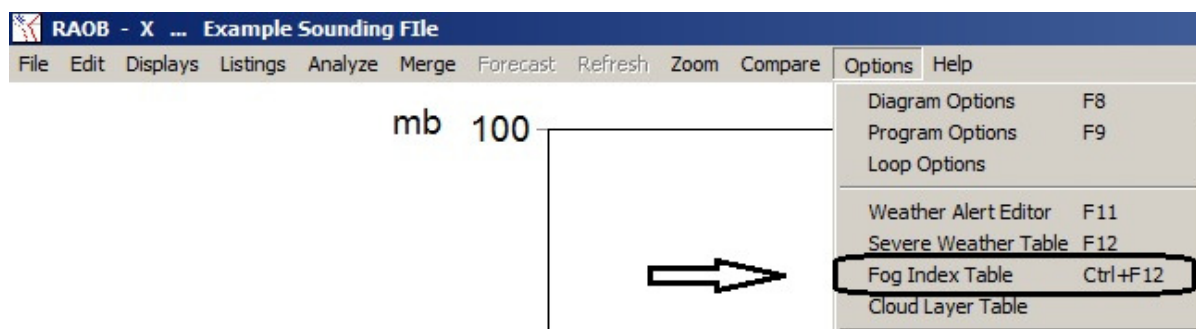 RAOB - X ... Example Sounding FIle
File Edit Displays Listings Analyze Merge Forecast Refresh Zoom Compare Options Help
mb 100
Diagram Options F8
Program Options F9
Loop Options
Weather Alert Editor F11
Severe Weather Table F12
Fog Index Table Ctrl+F12
Cloud Layer Table